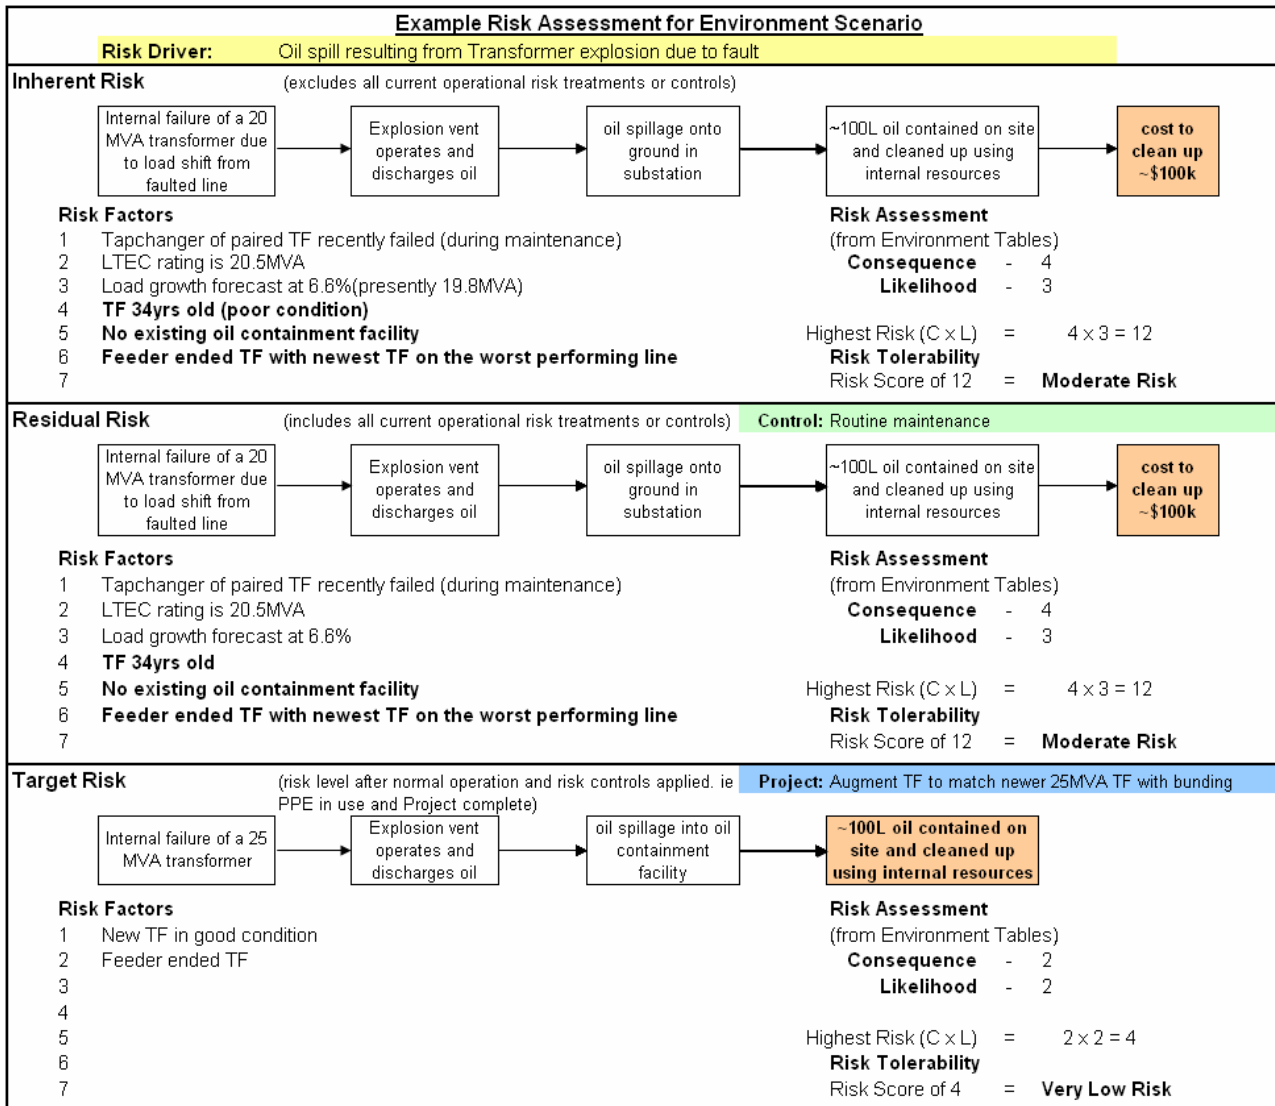 Example Risk Assessment for Environment Scenario
Risk Driver: Oil spill resulting from Transformer explosion due to fault
Inherent Risk (excludes all current operational risk treatments or controls)
Internal failure of a 20
MVA transformer due
to load shift from
faulted line
Explosion vent
operates and
discharges oil
oil spillage onto
ground in
substation
~100L oil contained on site
and cleaned up using
internal resources
cost to
clean up
~$100k
Risk Factors
1 Tapchanger of paired TF recently failed (during maintenance)
2 LTEC rating is 20.5MVA
3 Load growth forecast at 6.6%(presently 19.8MVA)
4 TF 34yrs old (poor condition)
5 No existing oil containment facility
6 Feeder ended TF with newest TF on the worst performing line
7
Risk Assessment
(from Environment Tables)
Consequence - 4
Likelihood - 3
Highest Risk (C x L) = 4 x 3 = 12
Risk Tolerability
Risk Score of 12 = Moderate Risk
Residual Risk (includes all current operational risk treatments or controls) Control: Routine maintenance
Internal failure of a 20
MVA transformer due
to load shift from
faulted line
Explosion vent
operates and
discharges oil
oil spillage onto
ground in
substation
~100L oil contained on site
and cleaned up using
internal resources
cost to
clean up
~$100k
Risk Factors
1 Tapchanger of paired TF recently failed (during maintenance)
2 LTEC rating is 20.5MVA
3 Load growth forecast at 6.6%
4 TF 34yrs old
5 No existing oil containment facility
6 Feeder ended TF with newest TF on the worst performing line
7
Risk Assessment
(from Environment Tables)
Consequence - 4
Likelihood - 3
Highest Risk (C x L) = 4 x 3 = 12
Risk Tolerability
Risk Score of 12 = Moderate Risk
Target Risk (risk level after normal operation and risk controls applied. ie
PPE in use and Project complete)
Project: Augment TF to match newer 25MVA TF with bunding
Internal failure of a 25
MVA transformer
Explosion vent
operates and
discharges oil
oil spillage into oil
containment
facility
~100L oil contained on
site and cleaned up
using internal resources
Risk Factors
1 New TF in good condition
2 Feeder ended TF
3
4
5
6
7
Risk Assessment
(from Environment Tables)
Consequence - 2
Likelihood - 2
Highest Risk (C x L) = 2 x 2 = 4
Risk Tolerability
Risk Score of 4 = Very Low Risk